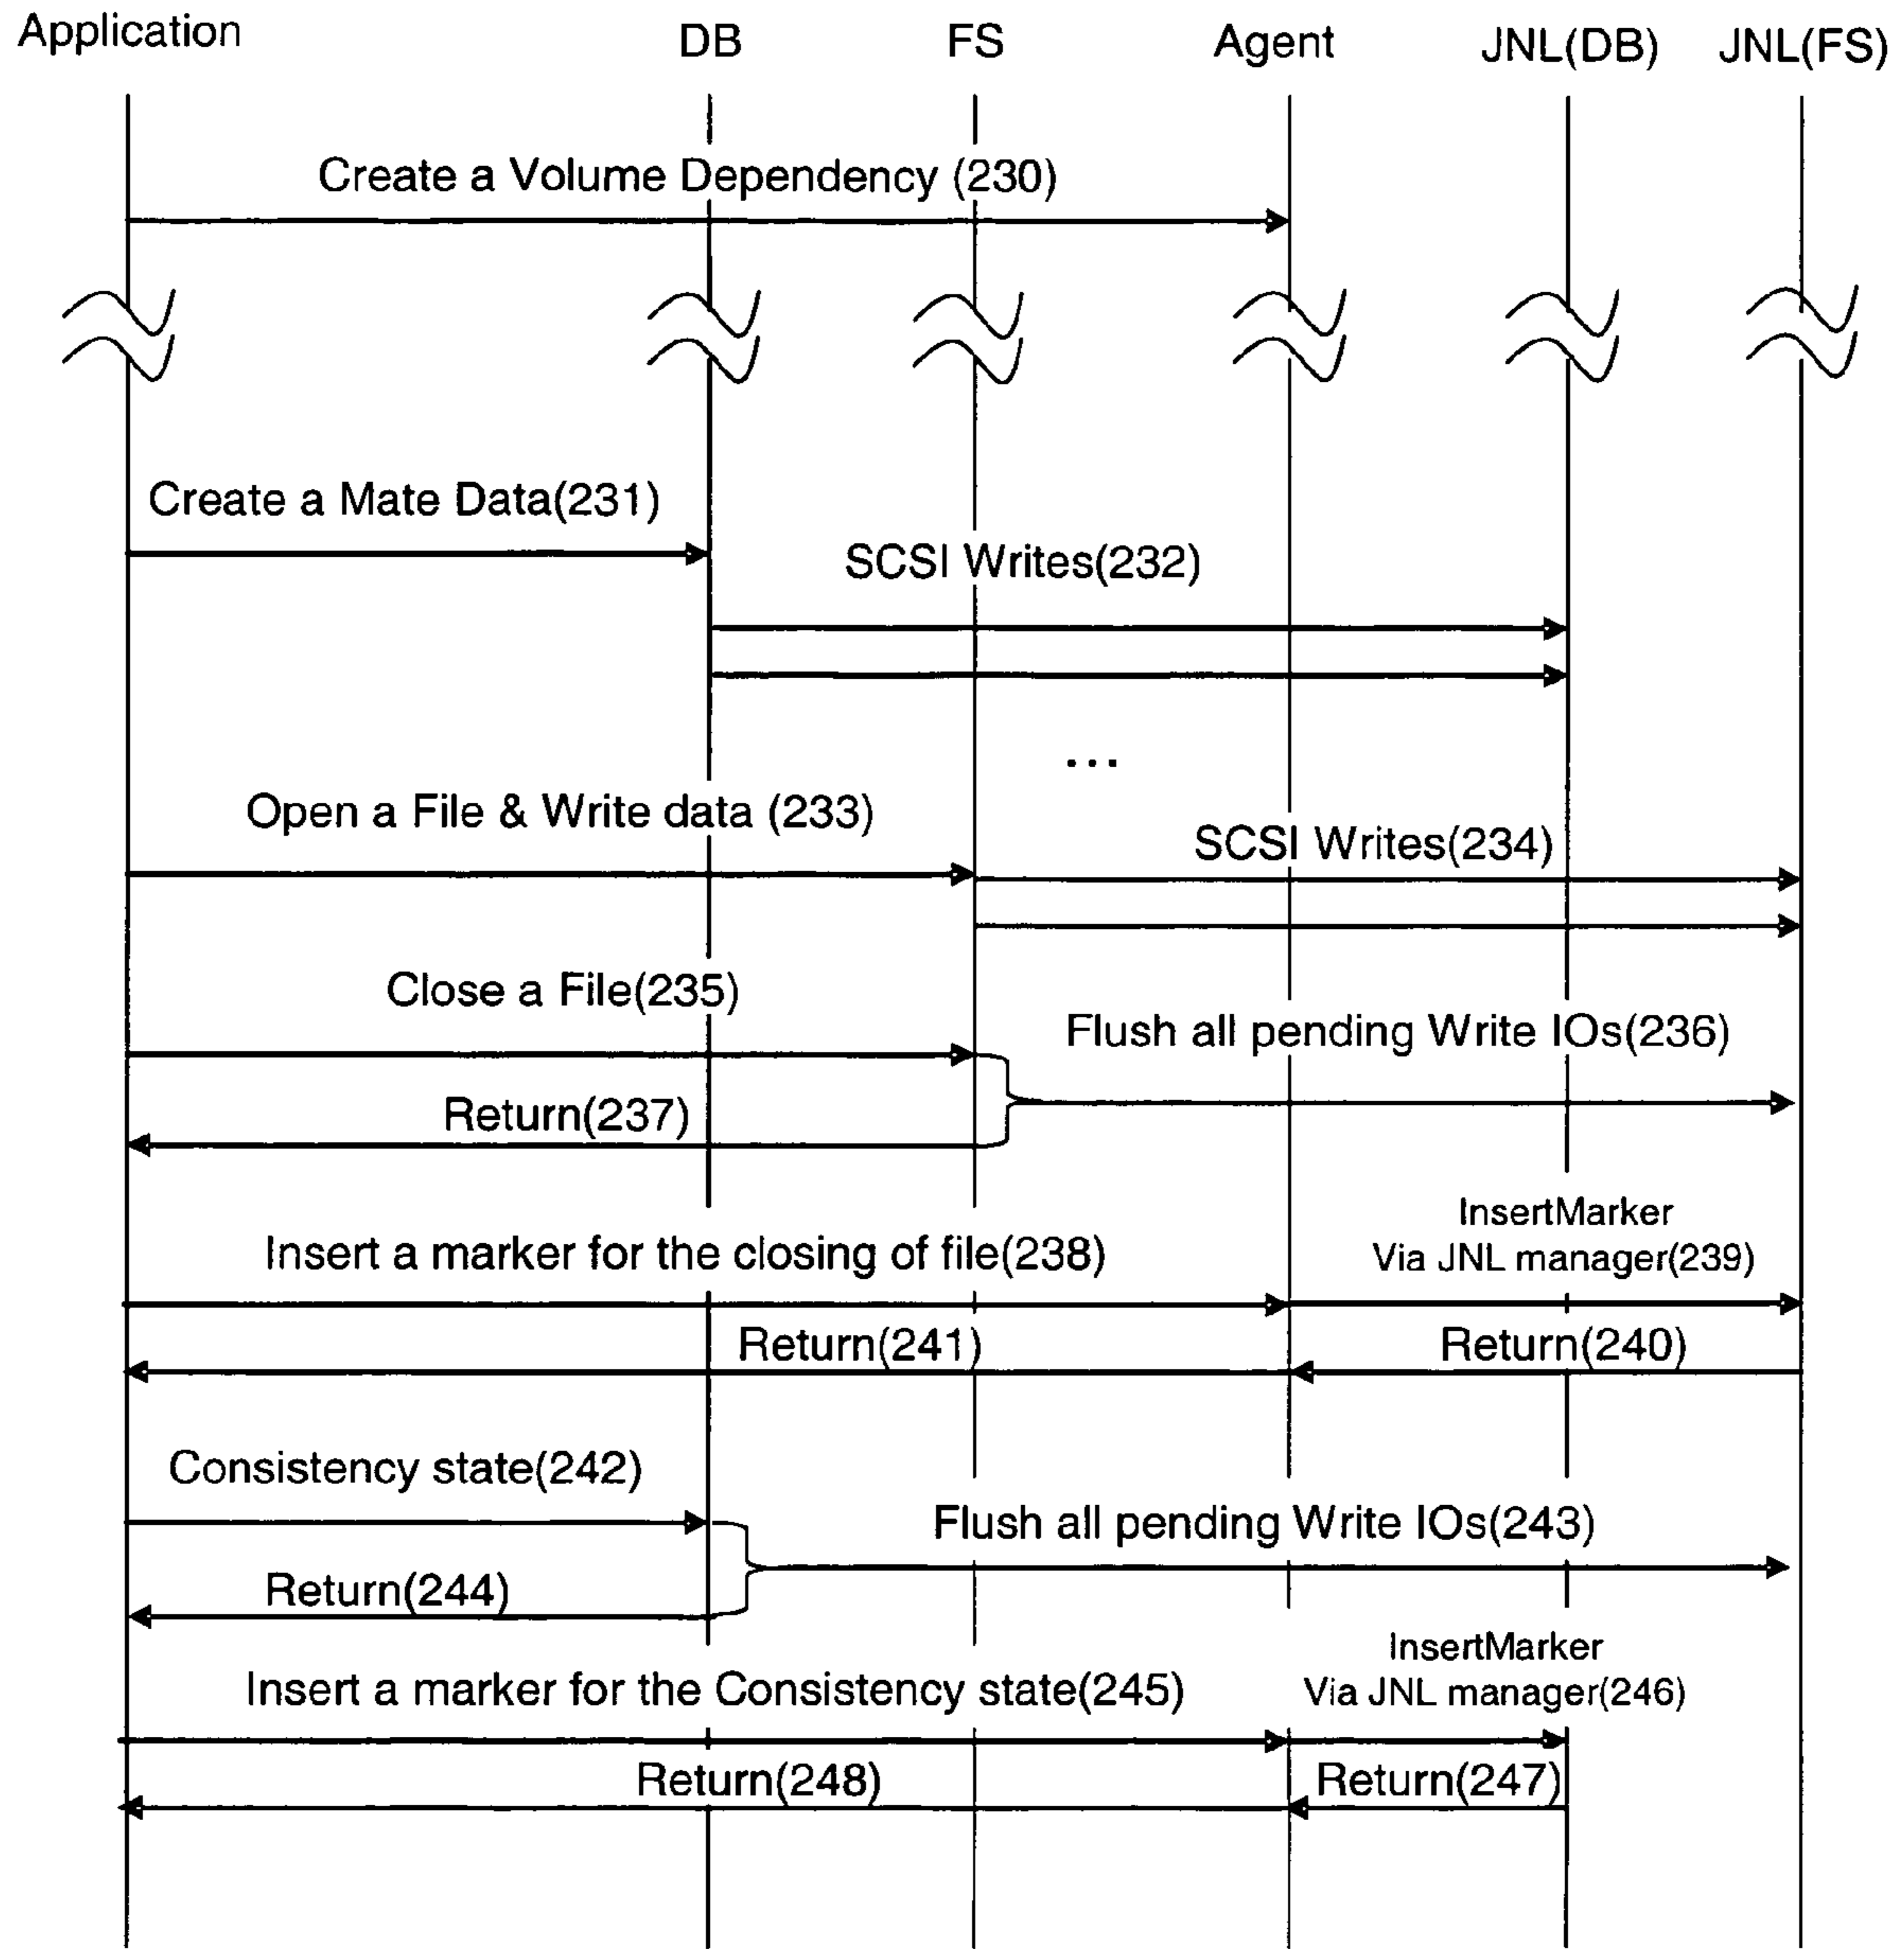 Application DB FS Agent JNL(DB) JNL(FS)
Create a Volume Dependency (230)
Create a Mate Data(231)
SCSI Writes(232)
...
Open a File & Write data (233)
SCSI Writes(234)
Close a File(235)
Flush all pending Write IOs(236)
Return(237)
InsertMarker
Insert a marker for the closing of file(238) Via JNL manager(239)
Return(241) Return(240)
Consistency state(242)
Flush all pending Write IOs(243)
Return(244)
InsertMarker
Insert a marker for the Consistency state(245) Via JNL manager(246)
Return(248) Return(247)